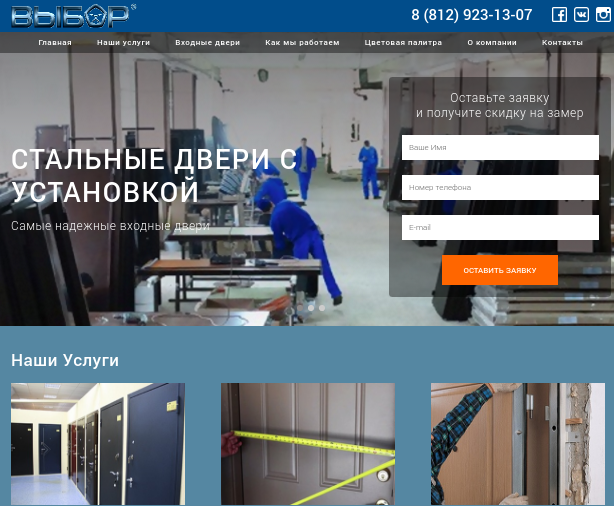 ВЫБОР
8 (812) 923-13-07
Главная Наши услуги Входные двери Как мы работаем Цветовая палитра О компании Контакты
Оставьте заявку
и получите скидку на замер
Ваше Имя
Номер телефона
E-mail
ОСТАВИТЬ ЗАЯВКУ
СТАЛЬНЫЕ ДВЕРИ С
УСТАНОВКОЙ
Самые надежные входные двери
Наши Услуги